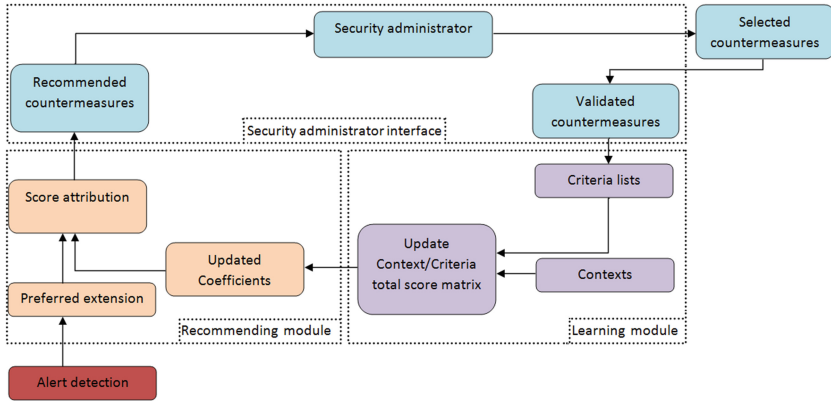 Security administrator
Selected
countermeasures
Recommended
countermeasures
Validated
countermeasures
Security administrator interface
Score attribution
Criteria lists
Update
Context/Criteria
total score matrix
Updated
Coefficients
Contexts
Preferred extension
Recommending module
Learning module
Alert detection